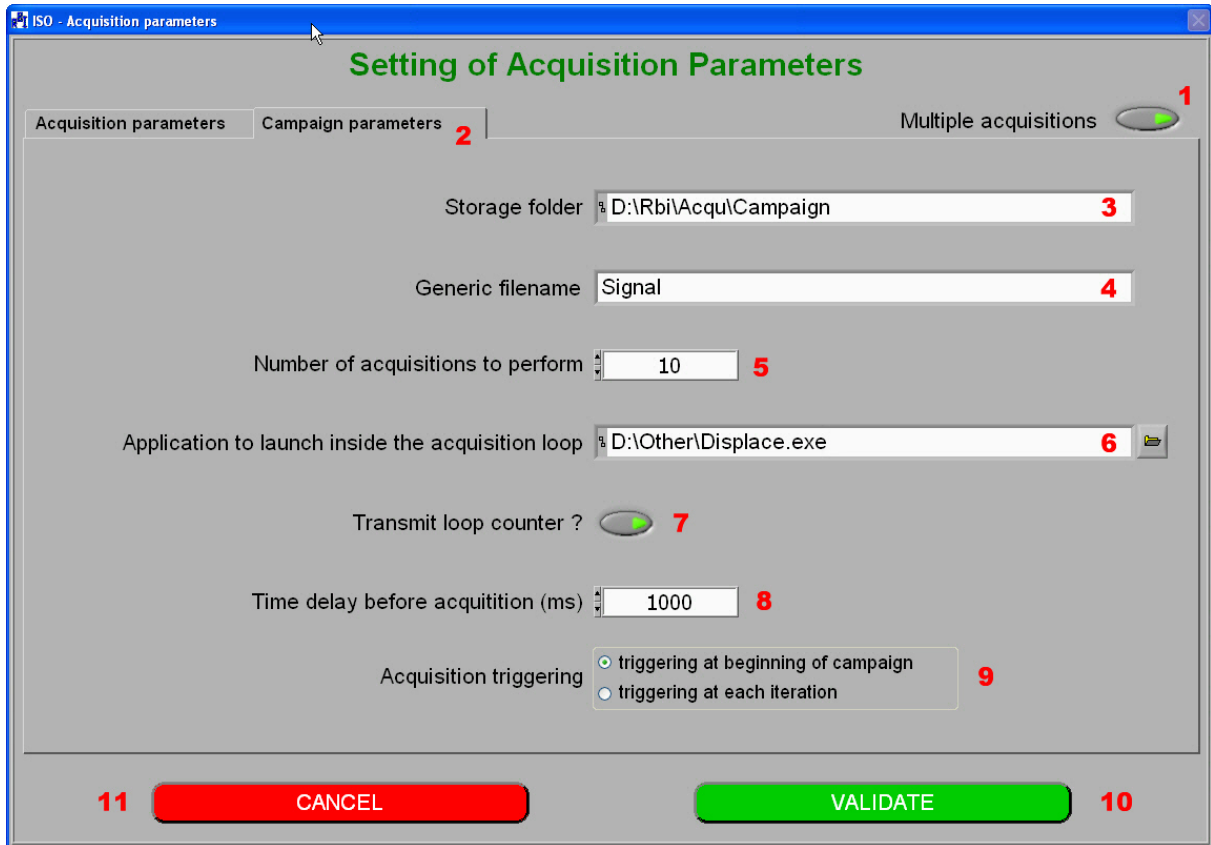 RBI ISO - Acquisition parameters
Setting of Acquisition Parameters
1
Acquisition parameters Campaign parameters 2 Multiple acquisitions
Storage folder D:\Rbi\Acqu\Campaign 3
Generic filename Signal 4
Number of acquisitions to perform 10 5
Application to launch inside the acquisition loop D:\Other\Displace.exe 6
Transmit loop counter ? 7
Time delay before acquitition (ms) 1000 8
Acquisition triggering triggering at beginning of campaign 9
triggering at each iteration
11 CANCEL VALIDATE 10